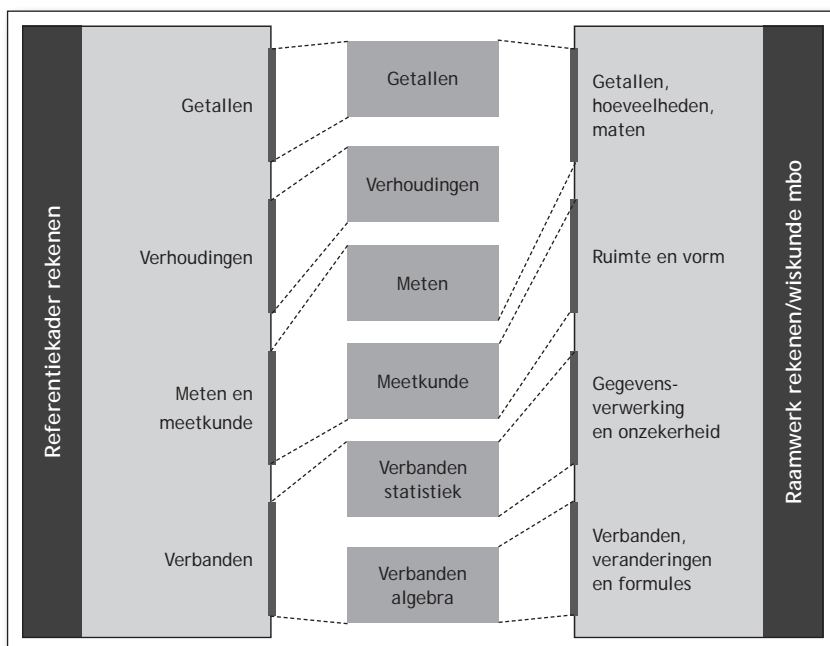 Referentiekader rekenen
Getallen
Verhoudingen
Meten en
meetkunde
Verbanden
Getallen
Verhoudingen
Meten
Meetkunde
Verbanden
statistiek
Verbanden
algebra
Getallen,
hoeveelheden,
maten
Ruimte en vorm
Gegevens-
verwerking
en onzekerheid
Verbanden,
veranderingen
en formules
Raamwerk rekenen/wiskunde mbo